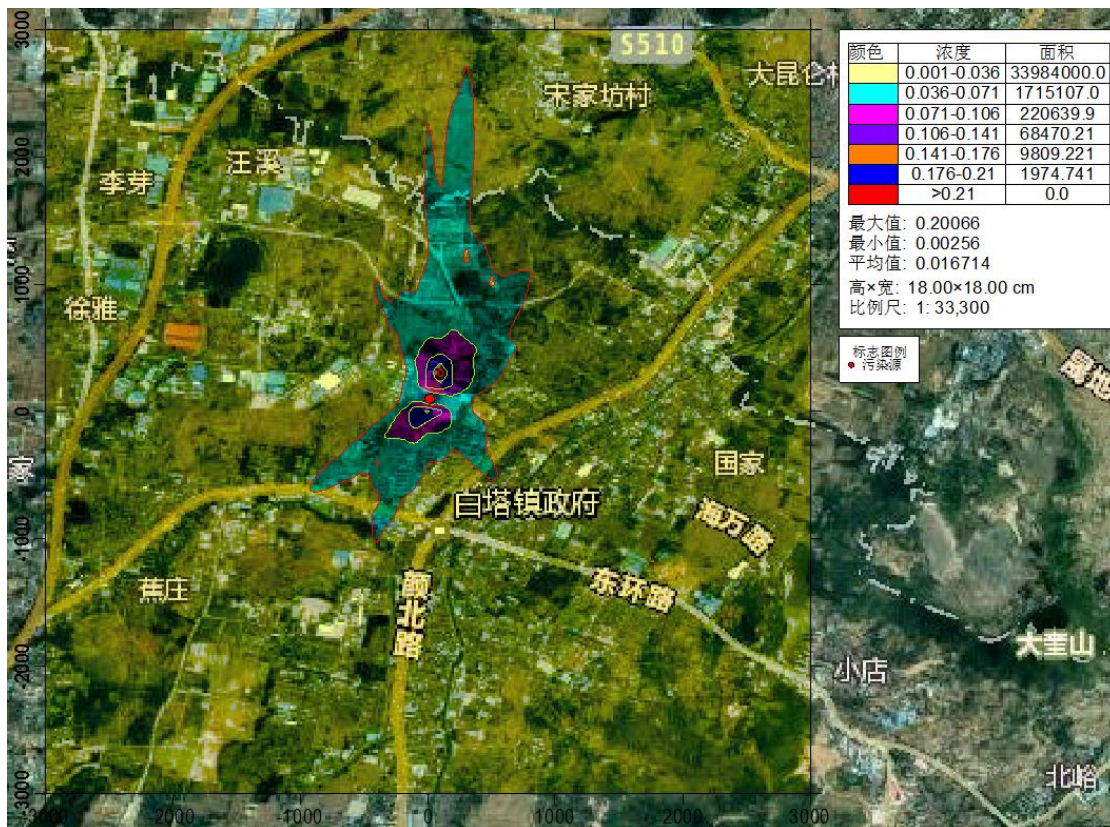 3000
S510
宋家坊村
大昆仑村
2000
汪溪
李芽
1000
徐雅
0
国家
白塔镇政府
淄万路
-1000
蕉庄
颜北路
东环路
-2000
大奎山
小店
北峪
-3000
-3000 -2000 -1000 0 1000 2000 3000
颜色 浓度 面积
0.001-0.036 33984000.0
0.036-0.071 1715107.0
0.071-0.106 220639.9
0.106-0.141 68470.21
0.141-0.176 9809.221
0.176-0.21 1974.741
>0.21 0.0
最大值: 0.20066
最小值: 0.00256
平均值: 0.016714
高×宽: 18.00×18.00 cm
比例尺: 1: 33,300
标志图例
污染源